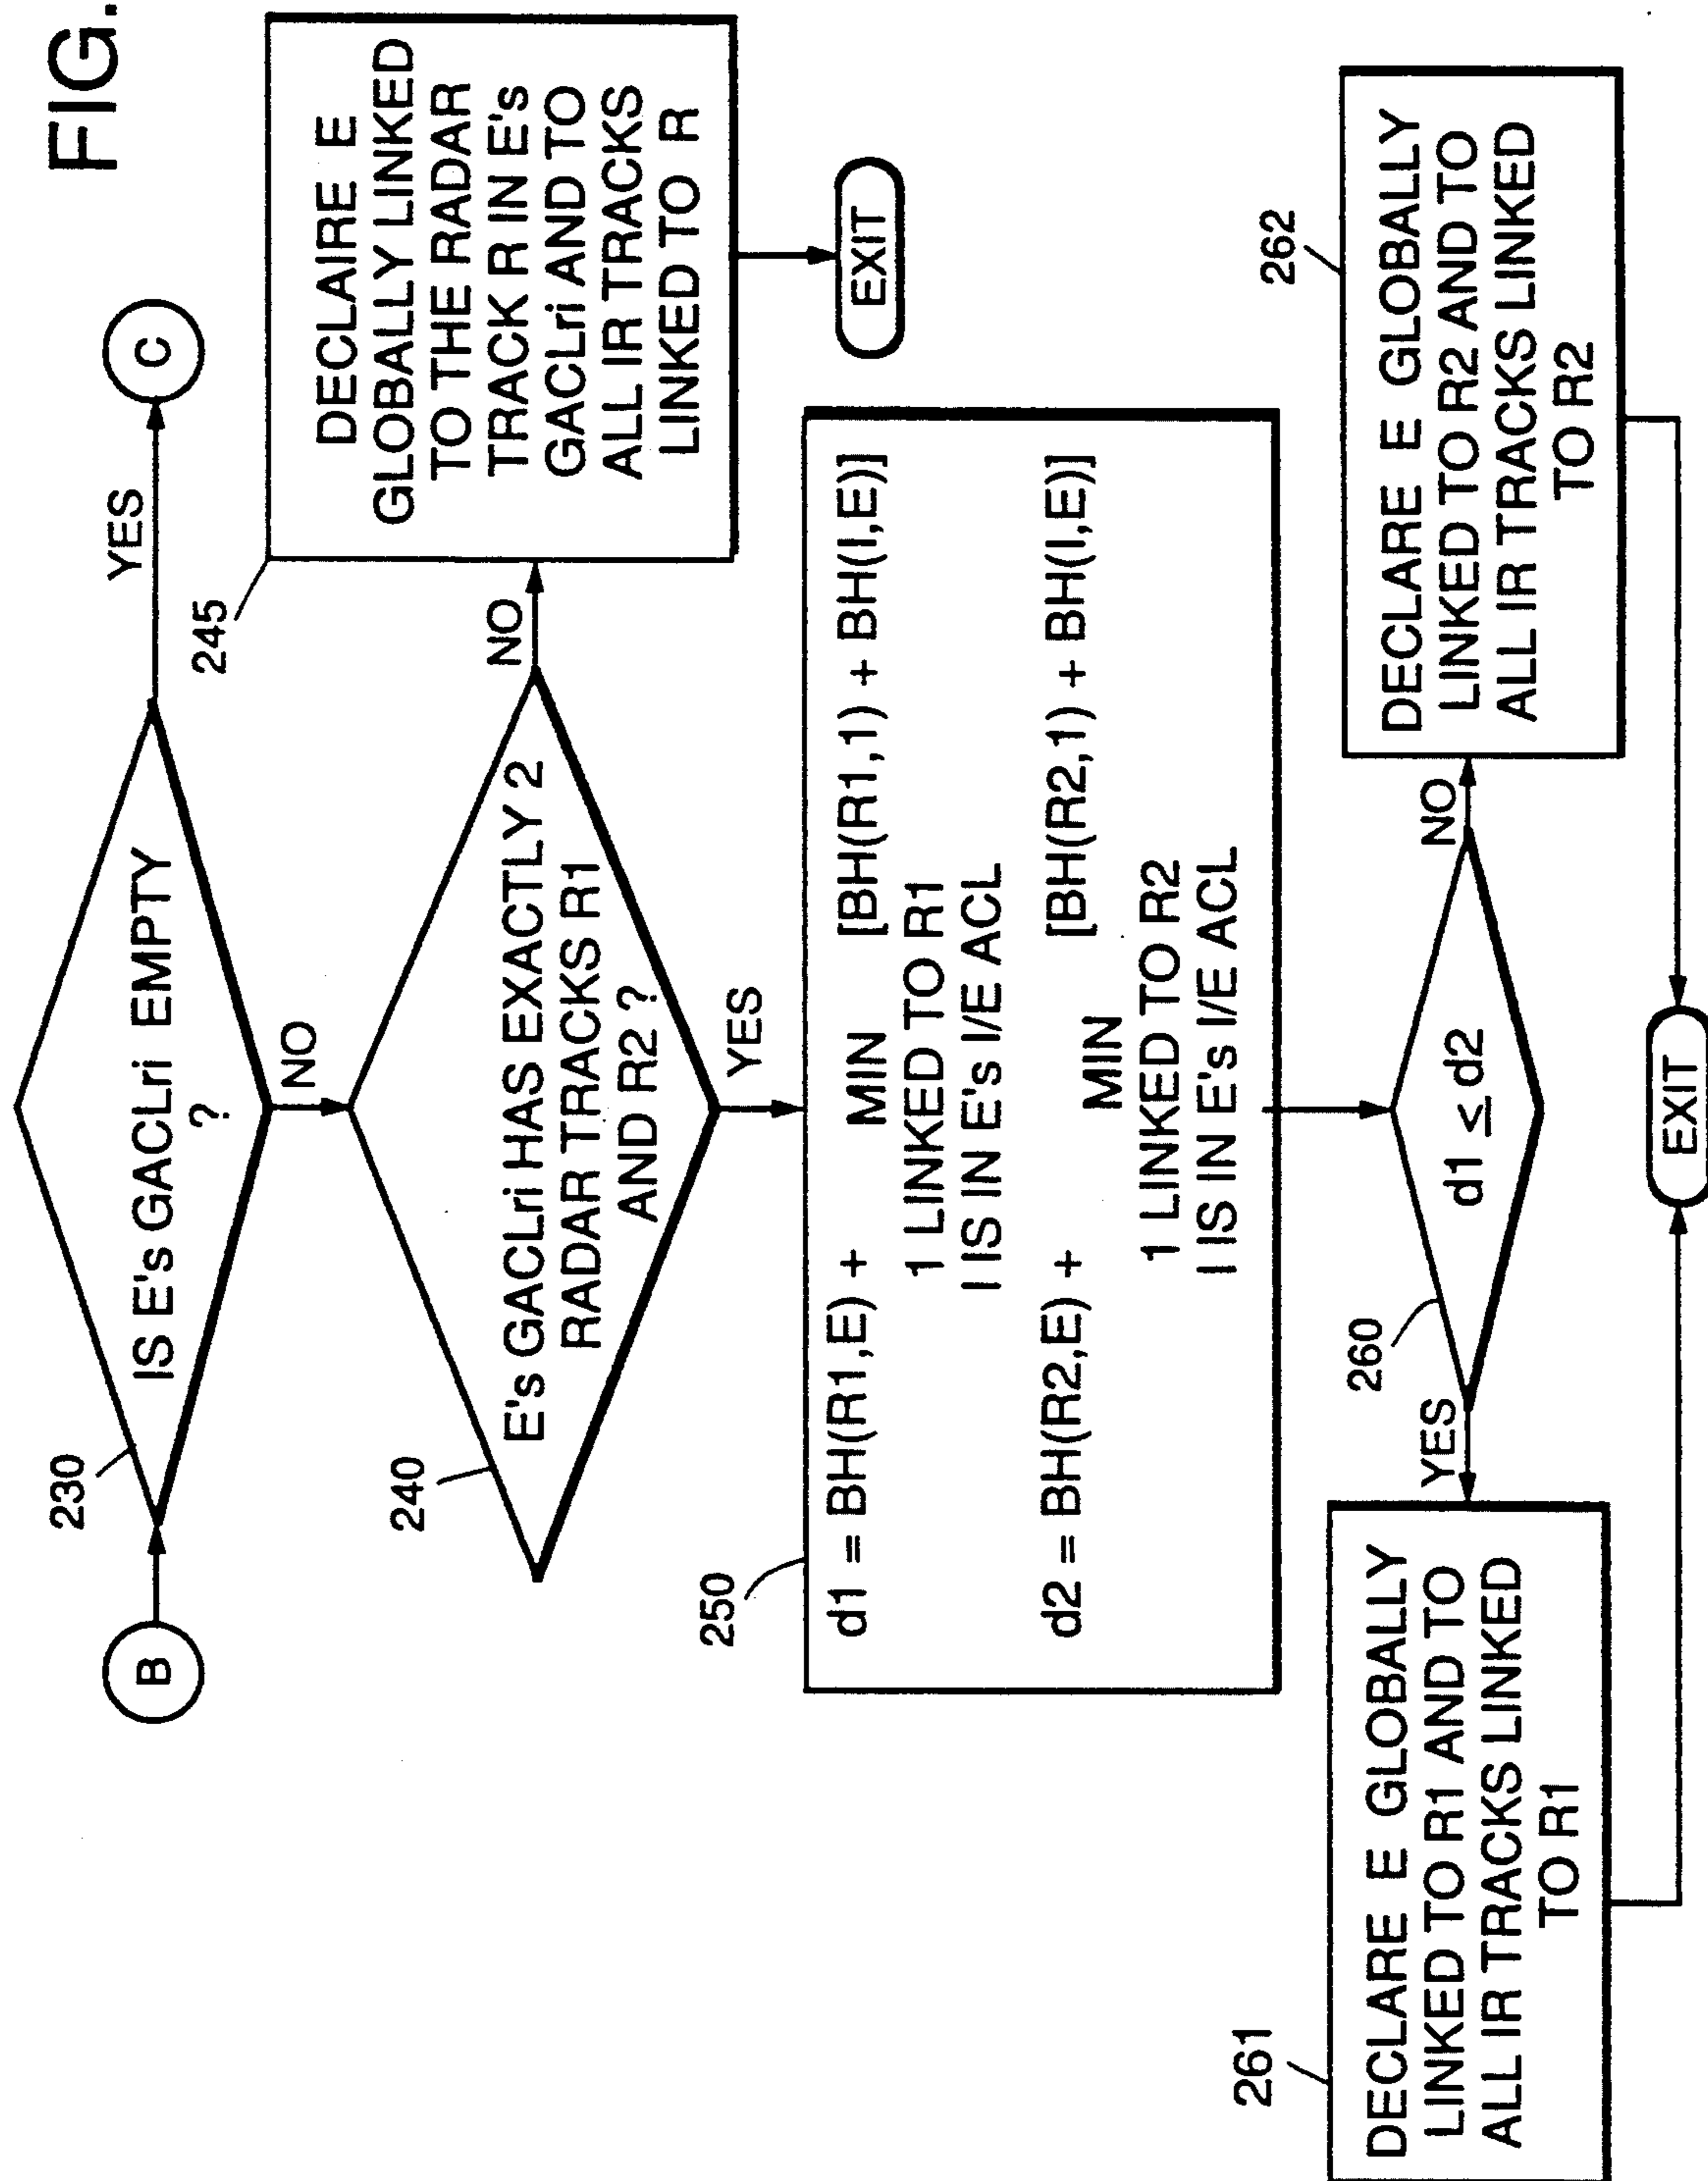 FIG.
B
230
IS E's GACLri EMPTY
?
YES
C
NO
240
E's GACLri HAS EXACTLY 2
RADAR TRACKS R1
AND R2 ?
NO
245
DECLAIRE E
GLOBALLY LINKED
TO THE RADAR
TRACK R IN E's
GACLri AND TO
ALL IR TRACKS
LINKED TO R
EXIT
YES
250
d1 = BH(R1,E) + MIN [BH(R1,1) + BH(I,E)]
1 LINKED TO R1
I IS IN E's I/E ACL
d2 = BH(R2,E) + MIN [BH(R2,1) + BH(I,E)]
1 LINKED TO R2
I IS IN E's I/E ACL
260
d1 ≤ d2
YES
NO
261
DECLARE E GLOBALLY
LINKED TO R1 AND TO
ALL IR TRACKS LINKED
TO R1
262
DECLARE E GLOBALLY
LINKED TO R2 AND TO
ALL IR TRACKS LINKED
TO R2
EXIT